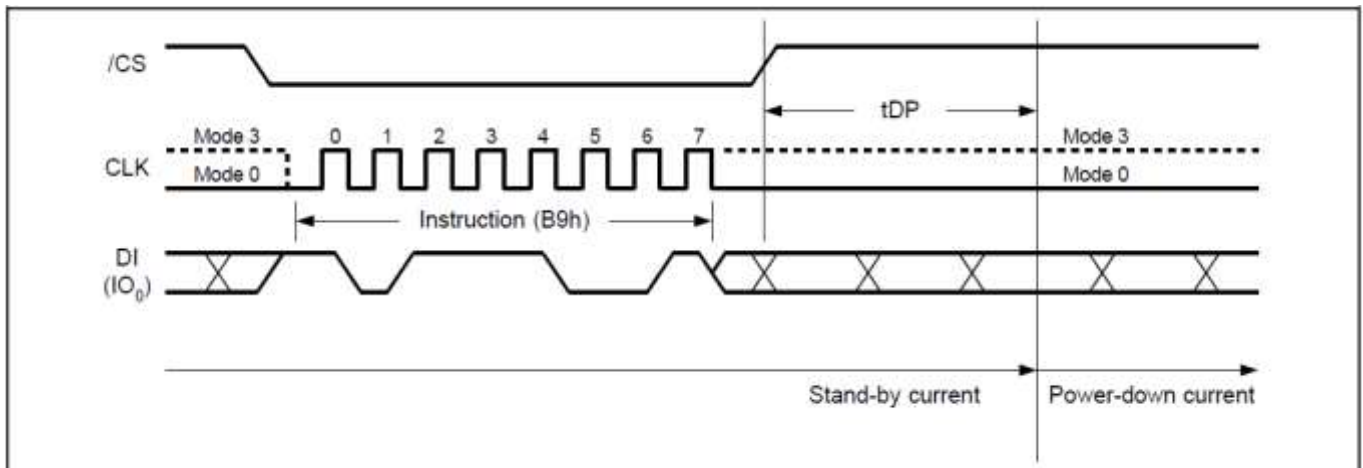 /CS
tDP
Mode 3 0 1 2 3 4 5 6 7 Mode 3
CLK
Mode 0 Mode 0
Instruction (B9h)
DI
(IO₀)
Stand-by current Power-down current